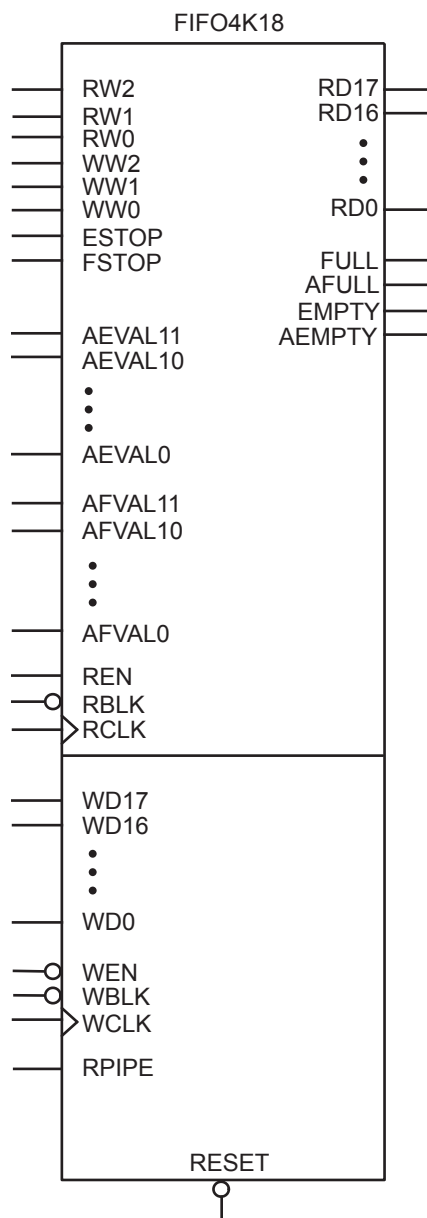 FIFO4K18
RW2
RD17
RW1
RD16
RW0
WW2
WW1
WW0
RD0
ESTOP
FSTOP
FULL
AFULL
EMPTY
AEVAL11
AEMPTY
AEVAL10
AEVAL0
AFVAL11
AFVAL10
AFVAL0
REN
RBLK
RCLK
WD17
WD16
WD0
WEN
WBLK
WCLK
RPIPE
RESET